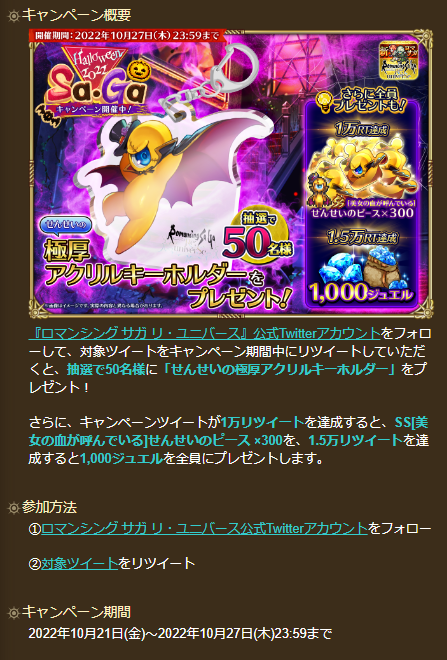 キャンペーン概要
開催期間：2022年10月27日(木)23:59まで
Halloween
2022
Sa・Ga
キャンペーン開催中！
Romancing Sa・Ga
さらに全員
プレゼントも！
1万RT達成
SS[美女の血が呼んでいる]
せんせいのピース×300
1.5万RT達成
1,000ジュエル
せんせいの
極厚
アクリルキーホルダーを
プレゼント！
抽選で
50名様
『ロマンシング サガ リ・ユニバース』公式Twitterアカウントをフォロ
ーして、対象ツイートをキャンペーン期間中にリツイートしていただ
くと、抽選で50名様に「せんせいの極厚アクリルキーホルダー」をプ
レゼント！
さらに、キャンペーンツイートが1万リツイートを達成すると、SS[美
女の血が呼んでいる]せんせいのピース ×300を、1.5万リツイートを達
成すると1,000ジュエルを全員にプレゼントします。
参加方法
①ロマンシング サガ リ・ユニバース公式Twitterアカウントをフォロー
②対象ツイートをリツイート
キャンペーン期間
2022年10月21日(金)～2022年10月27日(木)23:59まで